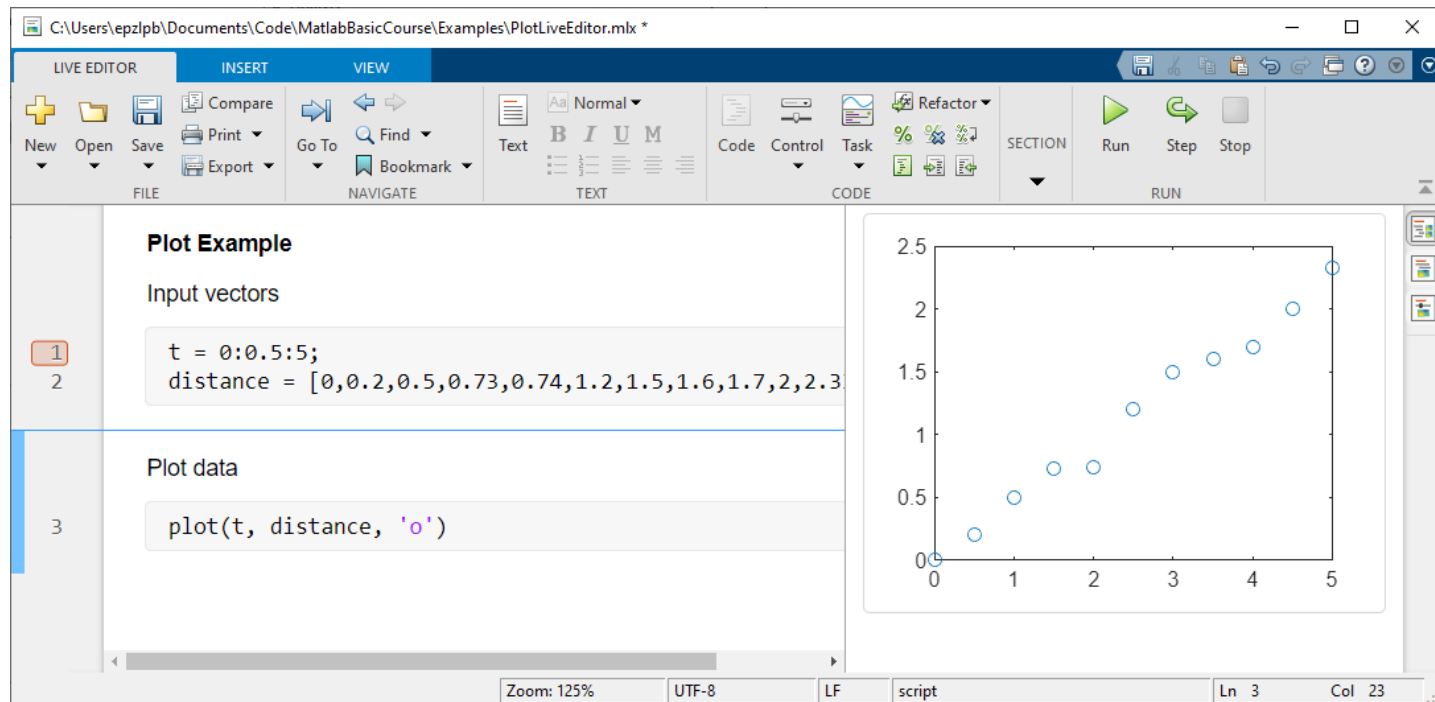 C:\Users\epzlpb\Documents\Code\MatlabBasicCourse\Examples\PlotLiveEditor.mlx *
LIVE EDITOR INSERT VIEW
New Open Save Compare Print Export
FILE
Go To Find Bookmark
NAVIGATE
Text Aa Normal
B I U M
TEXT
Code Control Task Refactor
CODE
SECTION
Run Step Stop
RUN
Plot Example
Input vectors
1 t = 0:0.5:5;
2 distance = [0,0.2,0.5,0.73,0.74,1.2,1.5,1.6,1.7,2,2.3
Plot data
3 plot(t, distance, 'o')
2.5
2
1.5
1
0.5
0
0 1 2 3 4 5
Zoom: 125% UTF-8 LF script Ln 3 Col 23